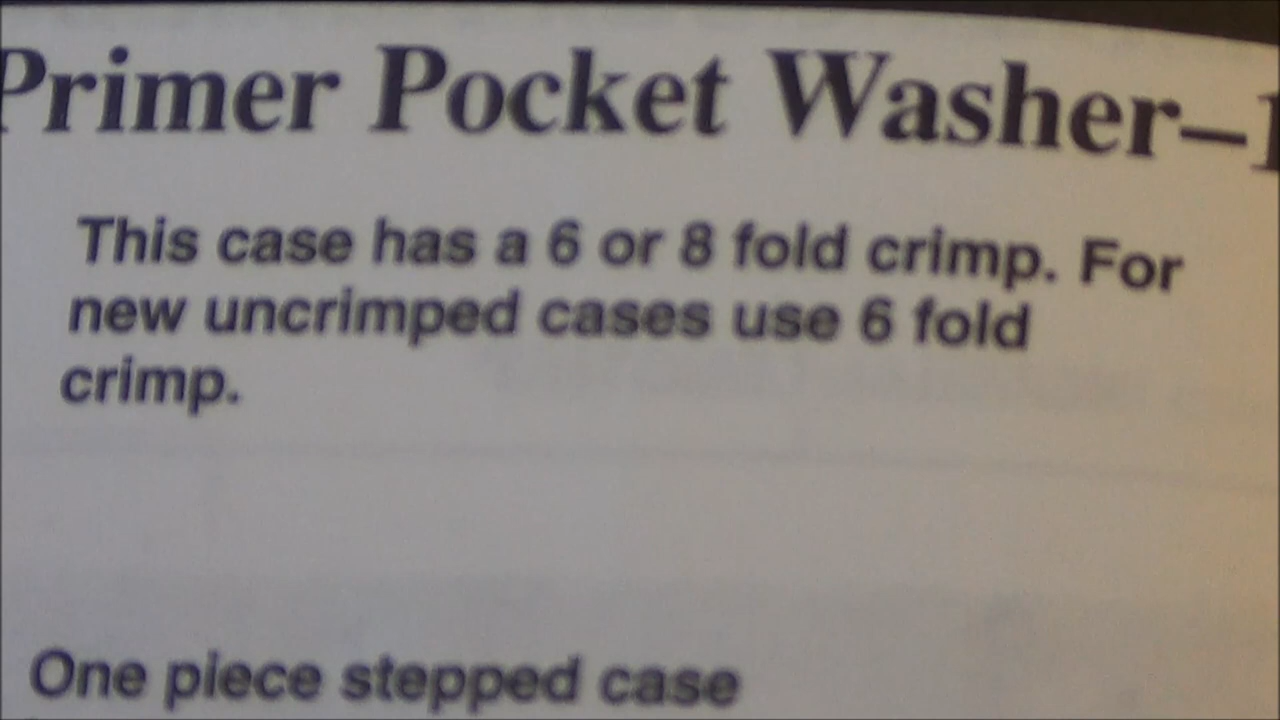 Primer Pocket Washer–
This case has a 6 or 8 fold crimp. For
new uncrimped cases use 6 fold
crimp.
One piece stepped case